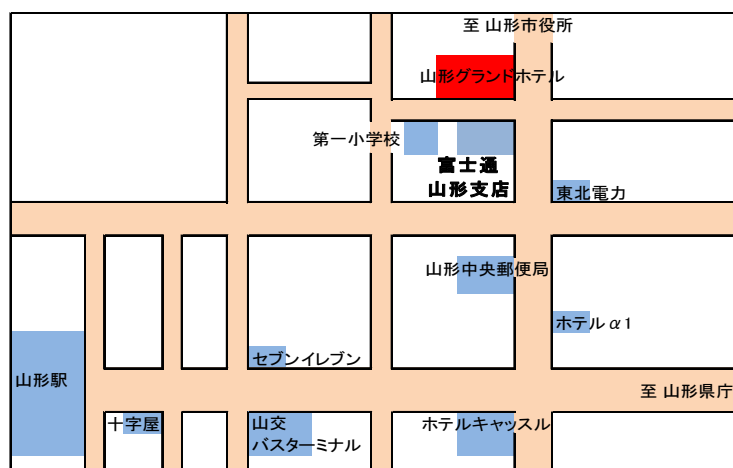 至 山形市役所
山形グランドホテル
第一小学校
富士通
山形支店
東北電力
山形中央郵便局
ホテルα1
セブンイレブン
山形駅
至 山形県庁
十字屋
山交
バスターミナル
ホテルキャッスル